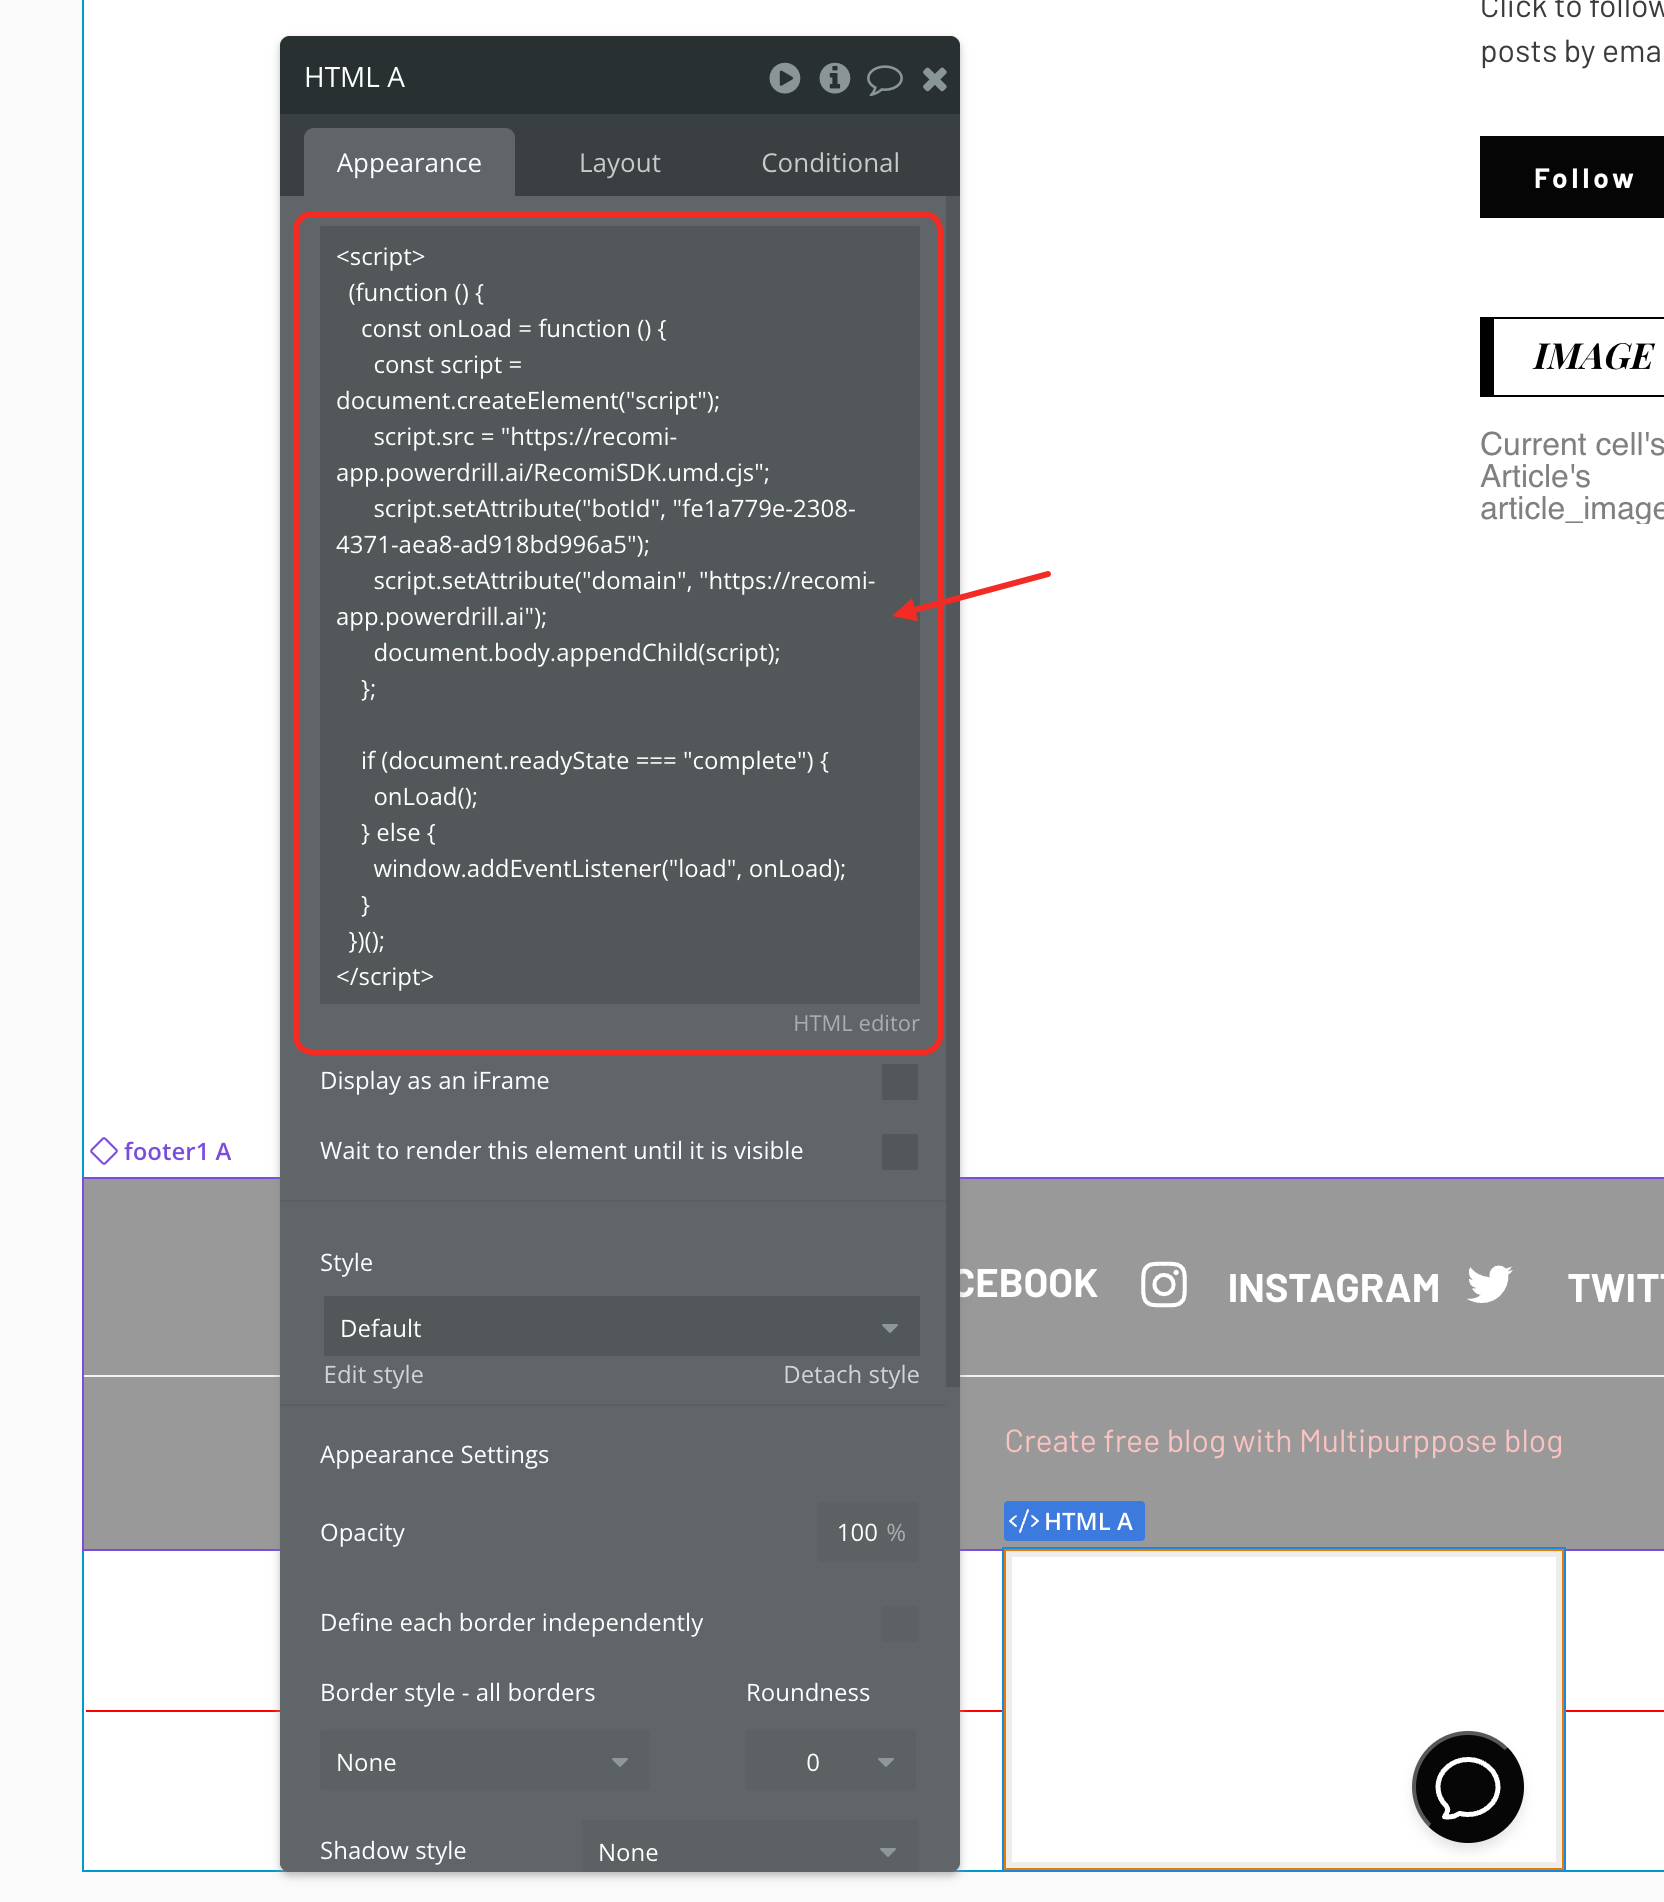 Click to follow
posts by ema
Follow
IMAGE
Current cell's
Article's
article_image
HTML A
Appearance
Layout
Conditional
<script>
(function () {
const onLoad = function () {
const script =
document.createElement("script");
script.src = "https://recomi-
app.powerdrill.ai/RecomiSDK.umd.cjs";
script.setAttribute("botId", "fe1a779e-2308-
4371-aea8-ad918bd996a5");
script.setAttribute("domain", "https://recomi-
app.powerdrill.ai");
document.body.appendChild(script);
};
if (document.readyState === "complete") {
onLoad();
} else {
window.addEventListener("load", onLoad);
}
})();
</script>
HTML editor
Display as an iFrame
Wait to render this element until it is visible
Style
Default
Edit style
Detach style
Appearance Settings
Opacity
100 %
Define each border independently
Border style - all borders
Roundness
None
0
Shadow style
None
footer1 A
CEBOOK
INSTAGRAM
TWITT
Create free blog with Multipurppose blog
</> HTML A